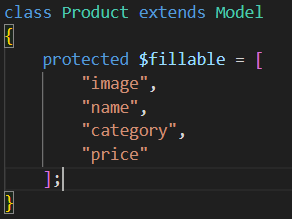 class Product extends Model
{
    protected $fillable = [
        "image",
        "name",
        "category",
        "price"
    ];
}